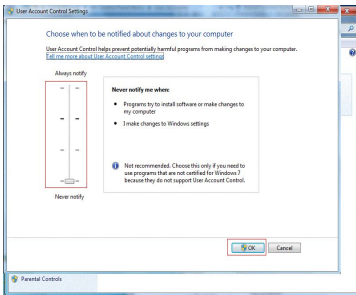 User Account Control Settings
Choose when to be notified about changes to your computer
User Account Control helps prevent potentially harmful programs from making changes to your computer.
Tell me more about User Account Control settings
Always notify
Never notify me when:
• Programs try to install software or make changes to
my computer
• I make changes to Windows settings
Not recommended. Choose this only if you need to
use programs that are not certified for Windows 7
because they do not support User Account Control.
Never notify
OK
Cancel
Parental Controls